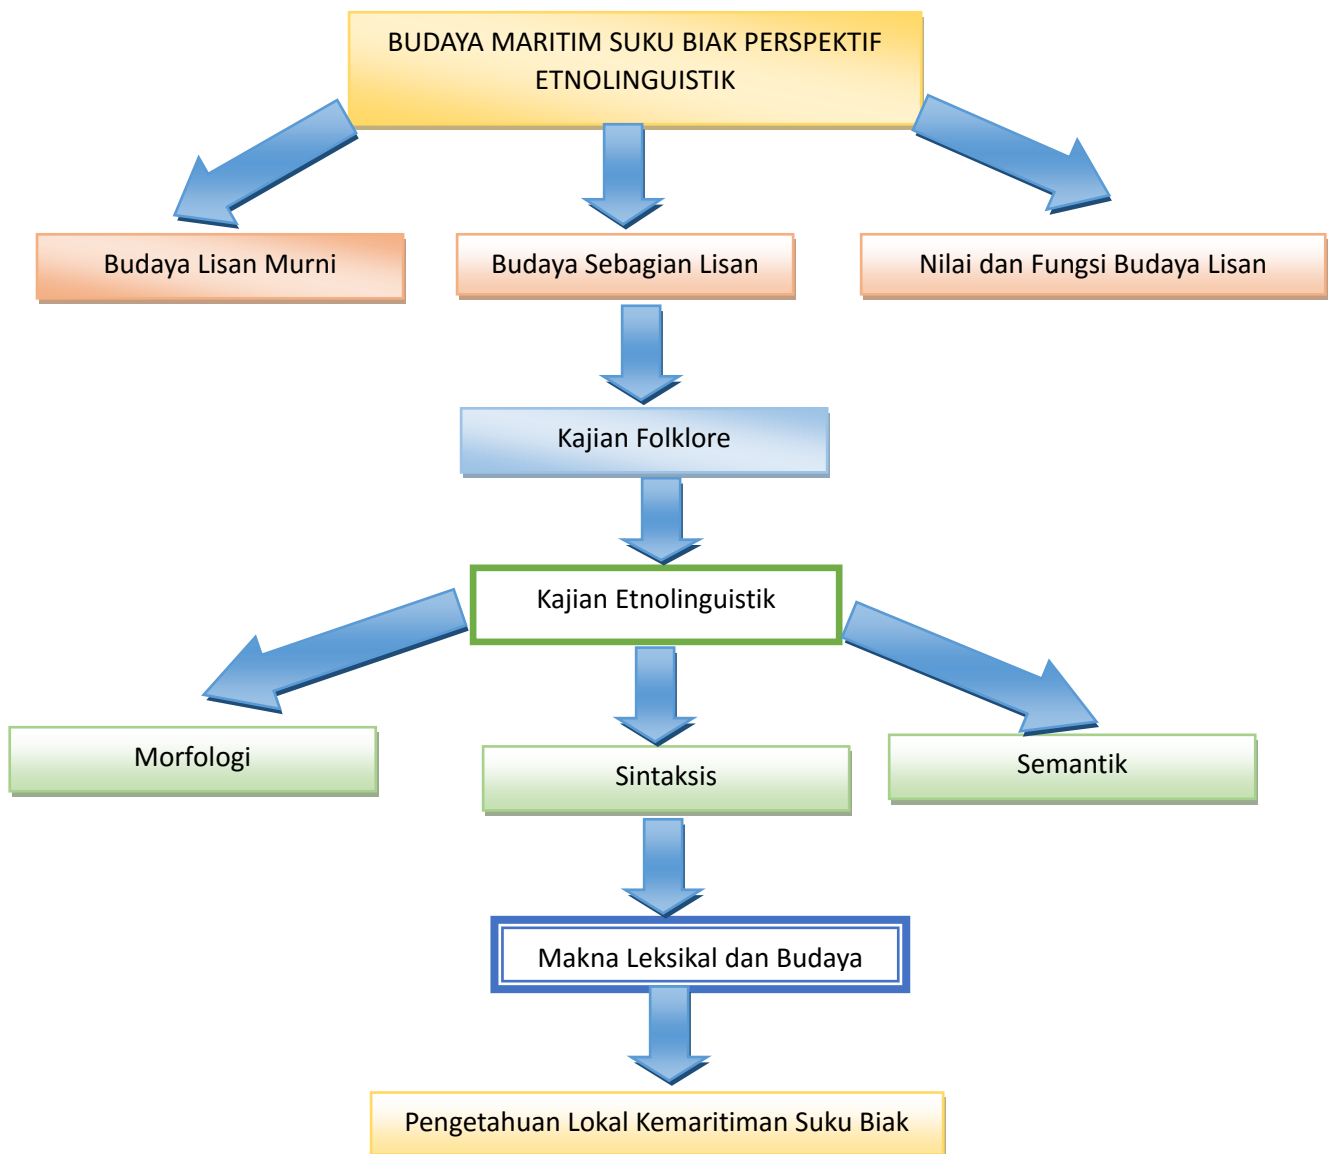 BUDAYA MARITIM SUKU BIAK PERSPEKTIF
ETNOLINGUISTIK
Budaya Lisan Murni
Budaya Sebagian Lisan
Nilai dan Fungsi Budaya Lisan
Kajian Folklore
Kajian Etnolinguistik
Morfologi
Sintaksis
Semantik
Makna Leksikal dan Budaya
Pengetahuan Lokal Kemaritiman Suku Biak